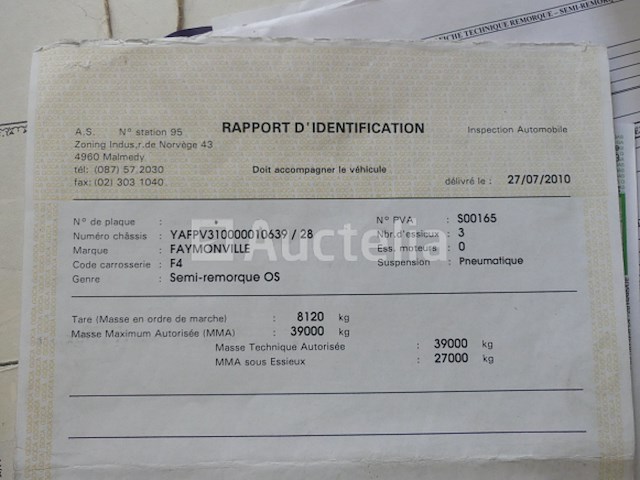 FICHE TECHNIQUE REMORQUE - SEMI-REMOR
A.S. N° station 95 RAPPORT D'IDENTIFICATION Inspection Automobile
Zoning Indus,r.de Norvège 43
4960 Malmedy
tél: (087) 57.2030 Doit accompagner le véhicule
fax: (02) 303 1040 délivré le : 27/07/2010
N° de plaque : N° PVA : S00165
Numéro châssis : YAFPV310000010639 / 28 Nbr.d'essieux : 3
Marque : FAYMONVILLE Ess. moteurs : 0
Code carrosserie : F4 Suspension : Pneumatique
Genre : Semi-remorque OS
Auctelia
Tare (Masse en ordre de marche) : 8120 kg
Masse Maximum Autorisée (MMA) : 39000 kg
Masse Technique Autorisée : 39000 kg
MMA sous Essieux : 27000 kg